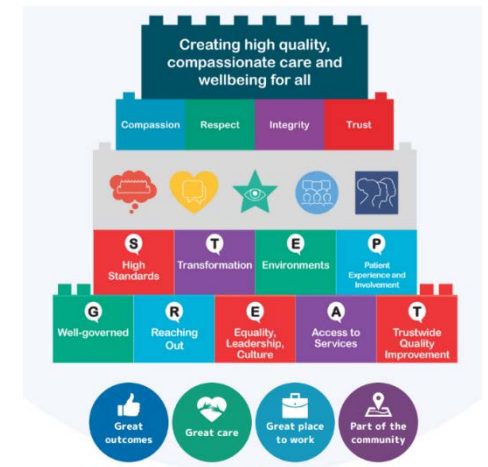 Creating high quality,
compassionate care and
wellbeing for all
Compassion Respect Integrity Trust
S T E P
High
Standards
Transformation
Environments
Patient
Experience and
Involvement
G R E A T
Well-governed
Reaching
Out
Equality,
Leadership,
Culture
Access to
Services
Trustwide
Quality
Improvement
Great
outcomes
Great care
Great place
to work
Part of the
community